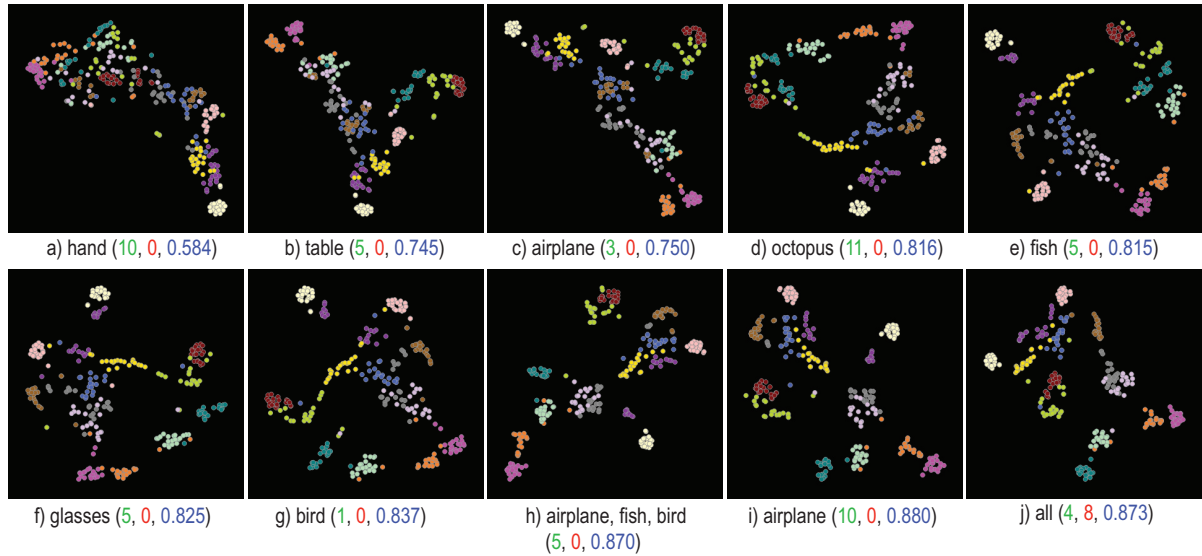 a) hand (10, 0, 0.584)
b) table (5, 0, 0.745)
c) airplane (3, 0, 0.750)
d) octopus (11, 0, 0.816)
e) fish (5, 0, 0.815)
f) glasses (5, 0, 0.825)
g) bird (1, 0, 0.837)
h) airplane, fish, bird
(5, 0, 0.870)
i) airplane (10, 0, 0.880)
j) all (4, 8, 0.873)